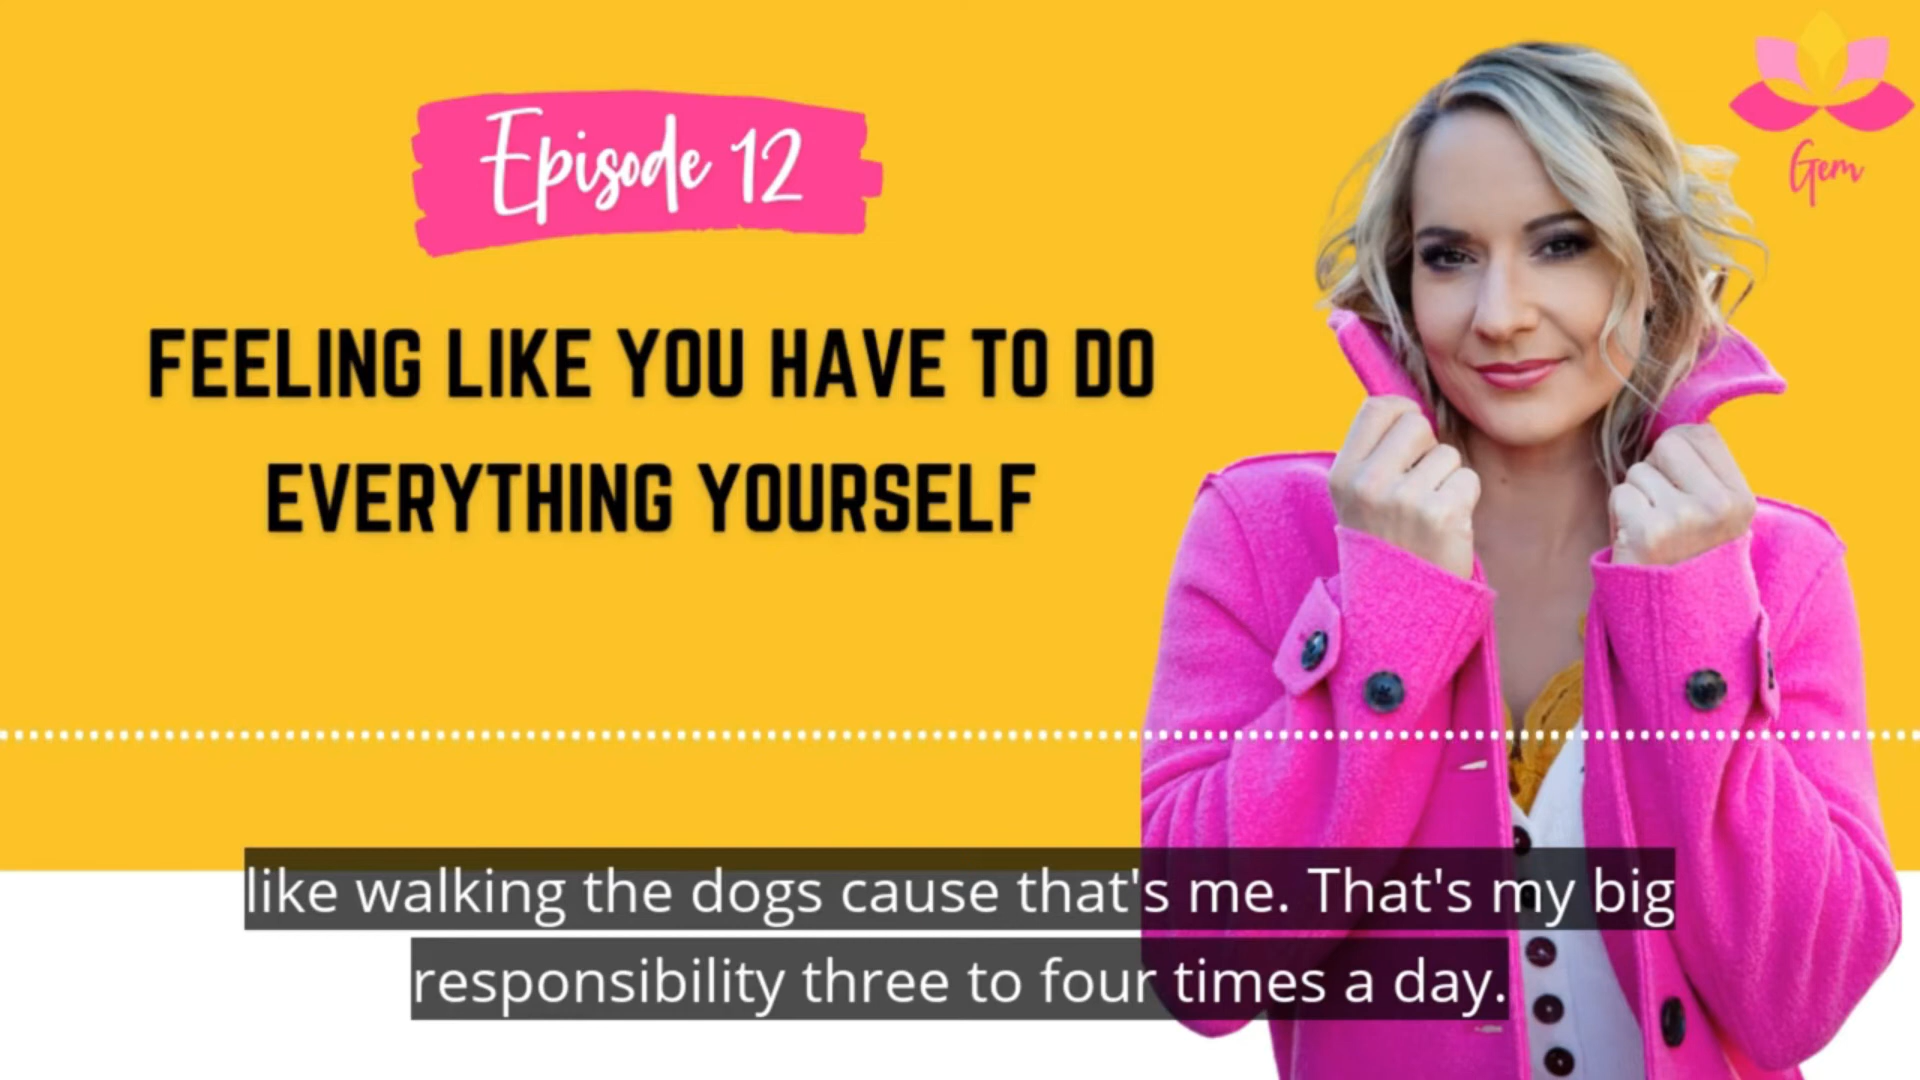 Episode 12
Gem
FEELING LIKE YOU HAVE TO DO
EVERYTHING YOURSELF
like walking the dogs cause that's me. That's my big
responsibility three to four times a day.